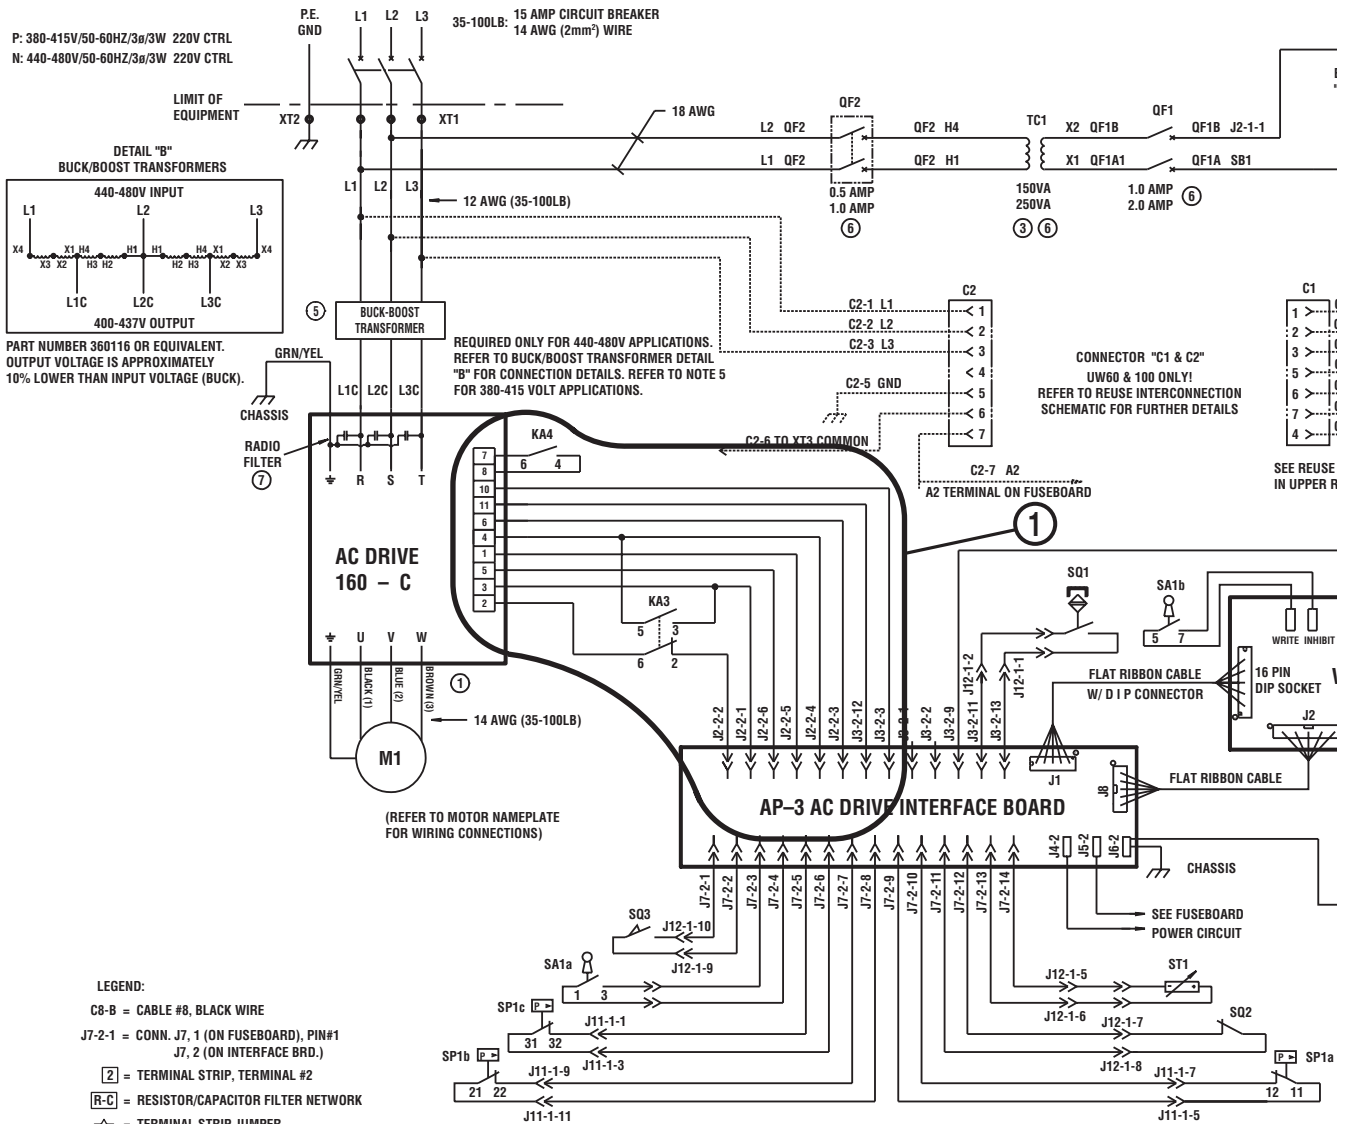 P: 380-415V/50-60HZ/3ø/3W 220V CTRL
N: 440-480V/50-60HZ/3ø/3W 220V CTRL
P.E.
GND
L1 L2 L3
35-100LB: 15 AMP CIRCUIT BREAKER
14 AWG (2mm²) WIRE
LIMIT OF
EQUIPMENT
XT2
XT1
18 AWG
QF2
TC1
QF1
L2 QF2
QF2 H4
X2 QF1B
QF1B J2-1-1
L1 QF2
QF2 H1
X1 QF1A1
QF1A SB1
0.5 AMP
1.0 AMP
6
150VA
250VA
3 6
1.0 AMP
2.0 AMP
6
DETAIL "B"
BUCK/BOOST TRANSFORMERS
440-480V INPUT
L1 L2 L3
X4 X1 H4 H1 H1 H4 X1 X4
X3 X2 H3 H2 H2 H3 X2 X3
L1C L2C L3C
400-437V OUTPUT
PART NUMBER 360116 OR EQUIVALENT.
OUTPUT VOLTAGE IS APPROXIMATELY
10% LOWER THAN INPUT VOLTAGE (BUCK).
L1 L2 L3
12 AWG (35-100LB)
5
BUCK-BOOST
TRANSFORMER
REQUIRED ONLY FOR 440-480V APPLICATIONS.
REFER TO BUCK/BOOST TRANSFORMER DETAIL
"B" FOR CONNECTION DETAILS. REFER TO NOTE 5
FOR 380-415 VOLT APPLICATIONS.
GRN/YEL
CHASSIS
L1C L2C L3C
C2
C2-1 L1
C2-2 L2
C2-3 L3
C2-5 GND
C2-6 TO XT3 COMMON
C2-7 A2
A2 TERMINAL ON FUSEBOARD
1
2
3
4
5
6
7
CONNECTOR "C1 & C2"
UW60 & 100 ONLY!
REFER TO REUSE INTERCONNECTION
SCHEMATIC FOR FURTHER DETAILS
C1
1
2
3
5
6
7
4
SEE REUSE
IN UPPER R
RADIO
FILTER
7
R S T
AC DRIVE
160 – C
U V W
7
8
10
11
6
4
1
5
3
2
KA4
6 4
KA3
5 3
6 2
1
GRN/YEL
BLACK (1)
BLUE (2)
BROWN (3)
1
14 AWG (35-100LB)
M1
(REFER TO MOTOR NAMEPLATE
FOR WIRING CONNECTIONS)
SQ1
SA1b
5 7
WRITE INHIBIT
16 PIN
DIP SOCKET
J2
FLAT RIBBON CABLE
W/ D I P CONNECTOR
J12-1-2
J12-1-1
J2-2-2
J2-2-1
J2-2-6
J2-2-5
J2-2-4
J2-2-3
J3-2-12
J3-2-3
J3-2-1
J3-2-2
J3-2-9
J3-2-11
J3-2-13
J1
J8
FLAT RIBBON CABLE
AP–3 AC DRIVE INTERFACE BOARD
J4-2
J5-2
J6-2
CHASSIS
SEE FUSEBOARD
POWER CIRCUIT
J7-2-1
J7-2-2
J7-2-3
J7-2-4
J7-2-5
J7-2-6
J7-2-7
J7-2-8
J7-2-9
J7-2-10
J7-2-11
J7-2-12
J7-2-13
J7-2-14
SQ3
J12-1-10
J12-1-9
SA1a
1 3
SP1c
P
31 32
J11-1-1
J11-1-3
SP1b
P
21 22
J11-1-9
J11-1-11
J12-1-5
J12-1-6
ST1
J12-1-7
J12-1-8
SQ2
J11-1-7
J11-1-5
P
SP1a
12 11
LEGEND:
C8-B = CABLE #8, BLACK WIRE
J7-2-1 = CONN. J7, 1 (ON FUSEBOARD), PIN#1
J7, 2 (ON INTERFACE BRD.)
2 = TERMINAL STRIP, TERMINAL #2
R-C = RESISTOR/CAPACITOR FILTER NETWORK
= TERMINAL STRIP JUMPER